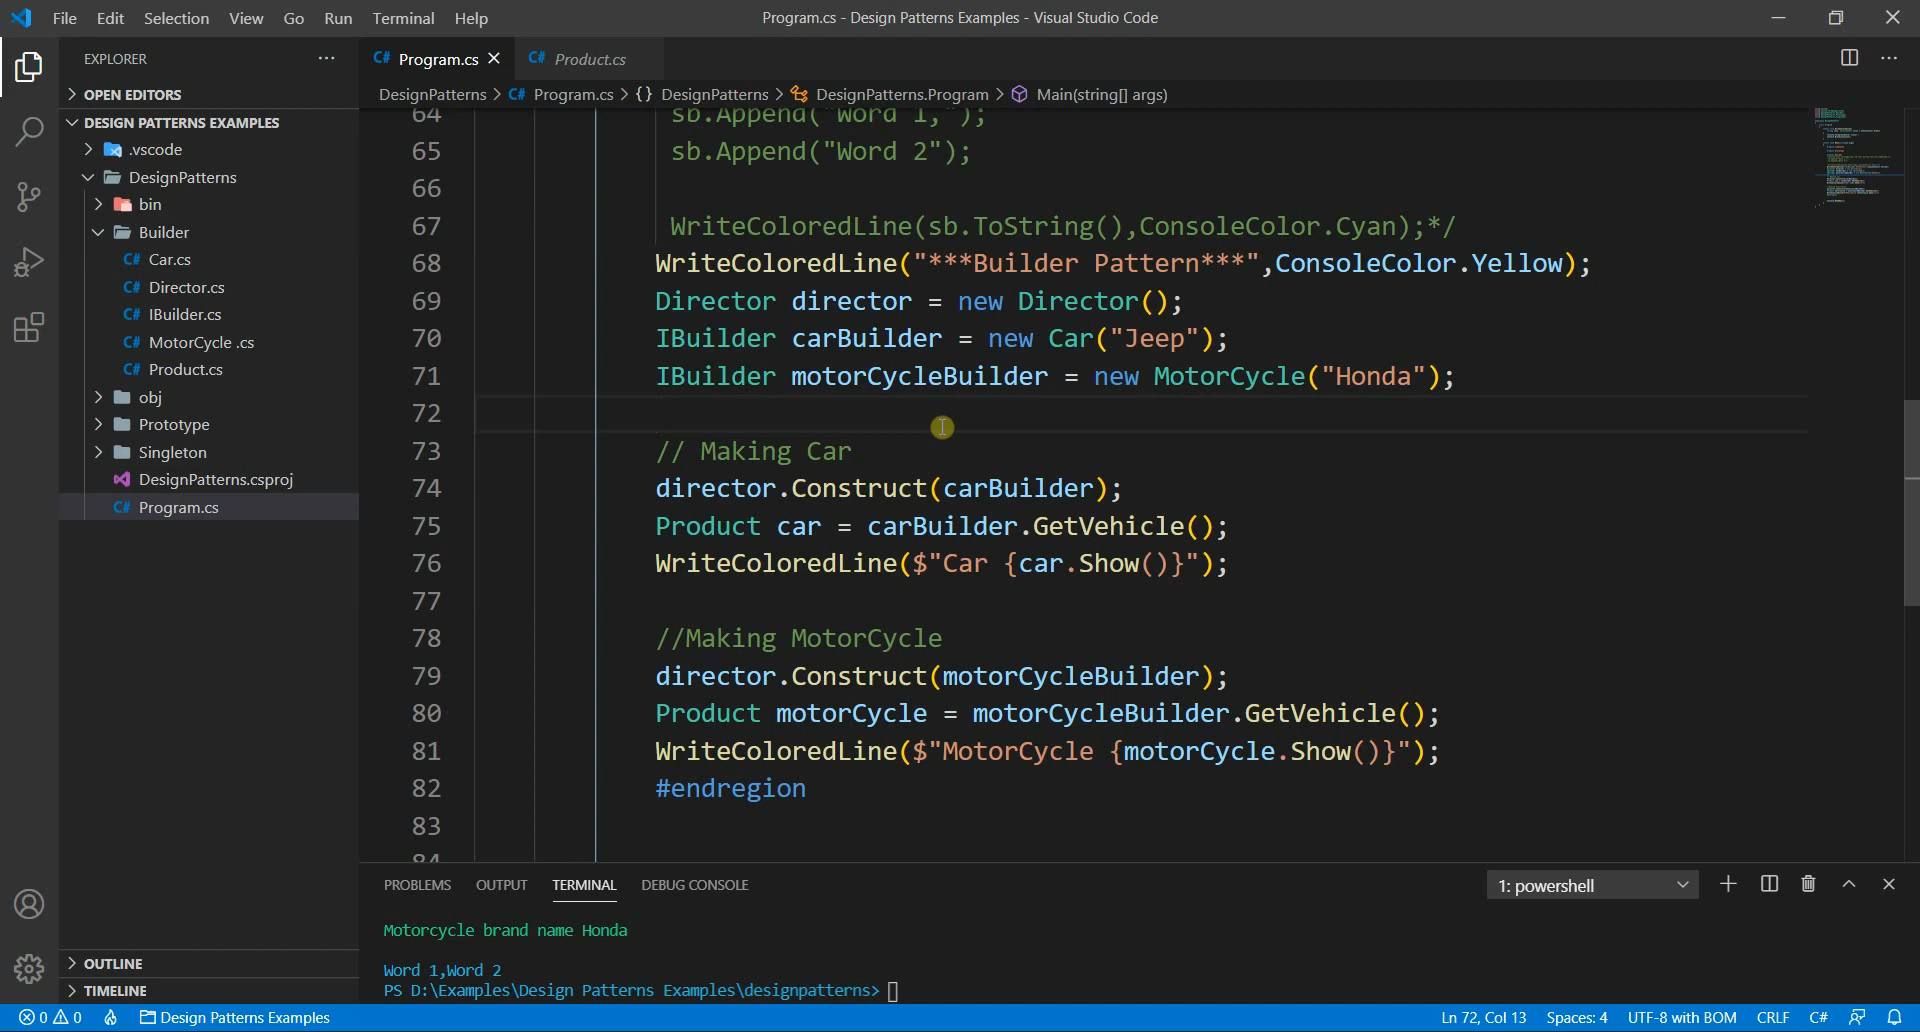 File Edit Selection View Go Run Terminal Help
Program.cs - Design Patterns Examples - Visual Studio Code
EXPLORER
OPEN EDITORS
DESIGN PATTERNS EXAMPLES
.vscode
DesignPatterns
bin
Builder
C# Car.cs
C# Director.cs
C# IBuilder.cs
C# MotorCycle .cs
C# Product.cs
obj
Prototype
Singleton
DesignPatterns.csproj
C# Program.cs
OUTLINE
TIMELINE
C# Program.cs
C# Product.cs
DesignPatterns > C# Program.cs > {} DesignPatterns > DesignPatterns.Program > Main(string[] args)
64 sb.Append("Word 1,");
65 sb.Append("Word 2");
66
67 WriteColoredLine(sb.ToString(),ConsoleColor.Cyan);*/
68 WriteColoredLine("***Builder Pattern***",ConsoleColor.Yellow);
69 Director director = new Director();
70 IBuilder carBuilder = new Car("Jeep");
71 IBuilder motorCycleBuilder = new MotorCycle("Honda");
72
73 // Making Car
74 director.Construct(carBuilder);
75 Product car = carBuilder.GetVehicle();
76 WriteColoredLine($"Car {car.Show()}");
77
78 //Making MotorCycle
79 director.Construct(motorCycleBuilder);
80 Product motorCycle = motorCycleBuilder.GetVehicle();
81 WriteColoredLine($"MotorCycle {motorCycle.Show()}");
82 #endregion
83
84
PROBLEMS OUTPUT TERMINAL DEBUG CONSOLE
1: powershell
Motorcycle brand name Honda
Word 1,Word 2
PS D:\Examples\Design Patterns Examples\designpatterns>
0 0 Design Patterns Examples
Ln 72, Col 13 Spaces: 4 UTF-8 with BOM CRLF C#